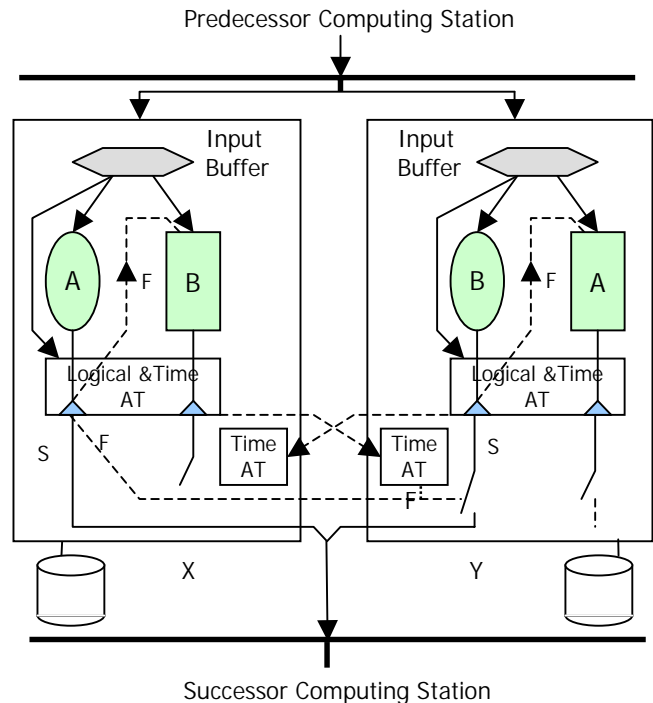 Predecessor Computing Station
Input
Buffer
Input
Buffer
A
F
B
B
F
A
Logical &Time
AT
Logical &Time
AT
S
F
Time
AT
Time
AT
S
F
X
Y
Successor Computing Station